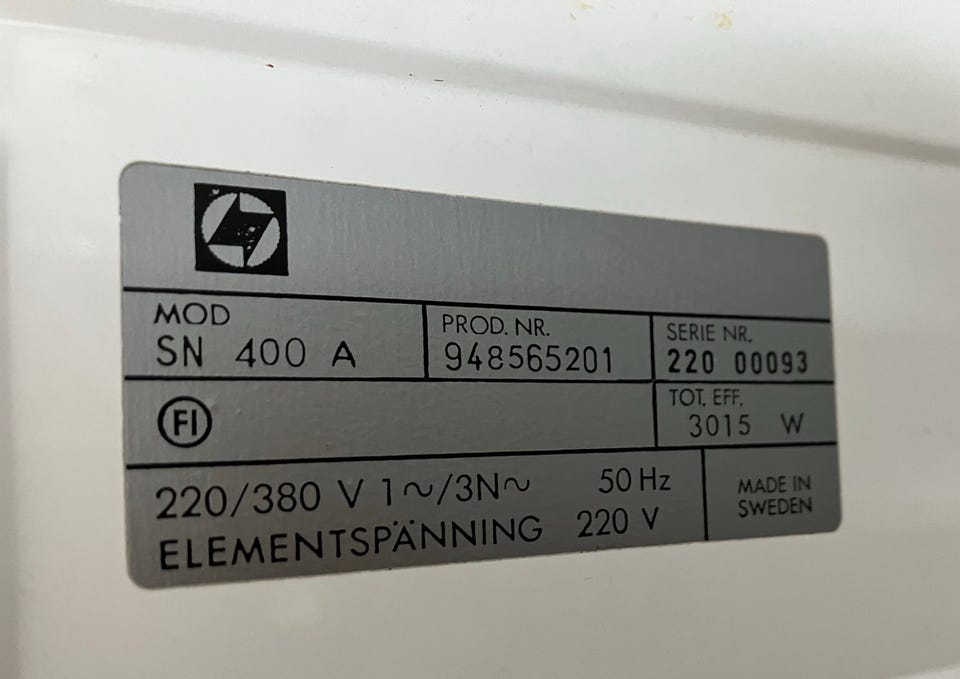 MOD
SN 400 A
PROD. NR.
948565201
SERIE NR.
220 00093
FI
TOT. EFF.
3015 W
220/380 V 1~/3N~ 50 Hz
ELEMENTSPÄNNING 220 V
MADE IN
SWEDEN